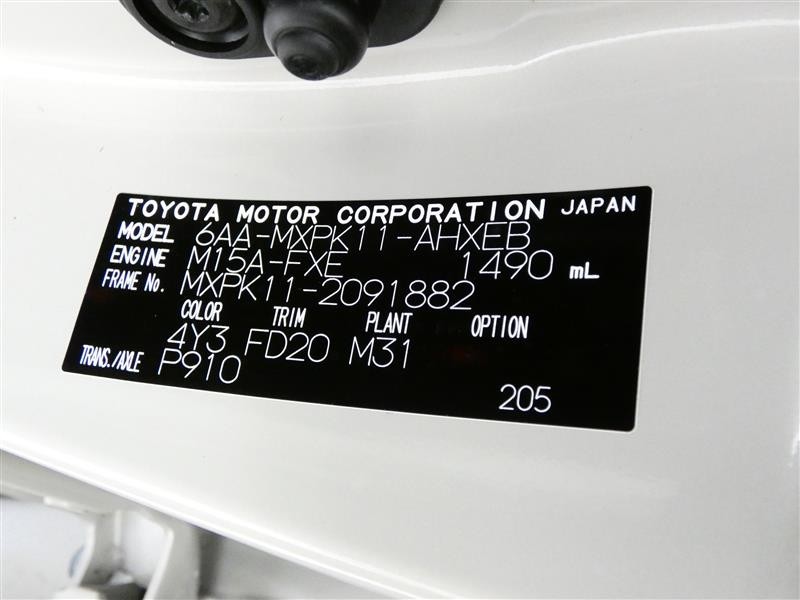 TOYOTA MOTOR CORPORATION JAPAN
MODEL 6AA-MXPK11-AHXEB
ENGINE M15A-FXE 1490 mL
FRAME No. MXPK11-2091882
COLOR TRIM PLANT OPTION
4Y3 FD20 M31
TRANS./AXLE P910
205